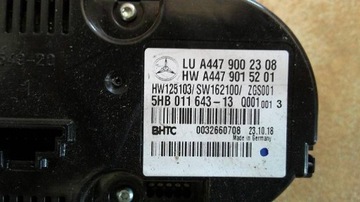 LU A447 900 23 08
HW A447 901 52 01
HW125103/SW162100/ ZGS001
5HB 011 643-13 Q001 001 3
BHTC 0032660708 23.10.18
Made in Germany